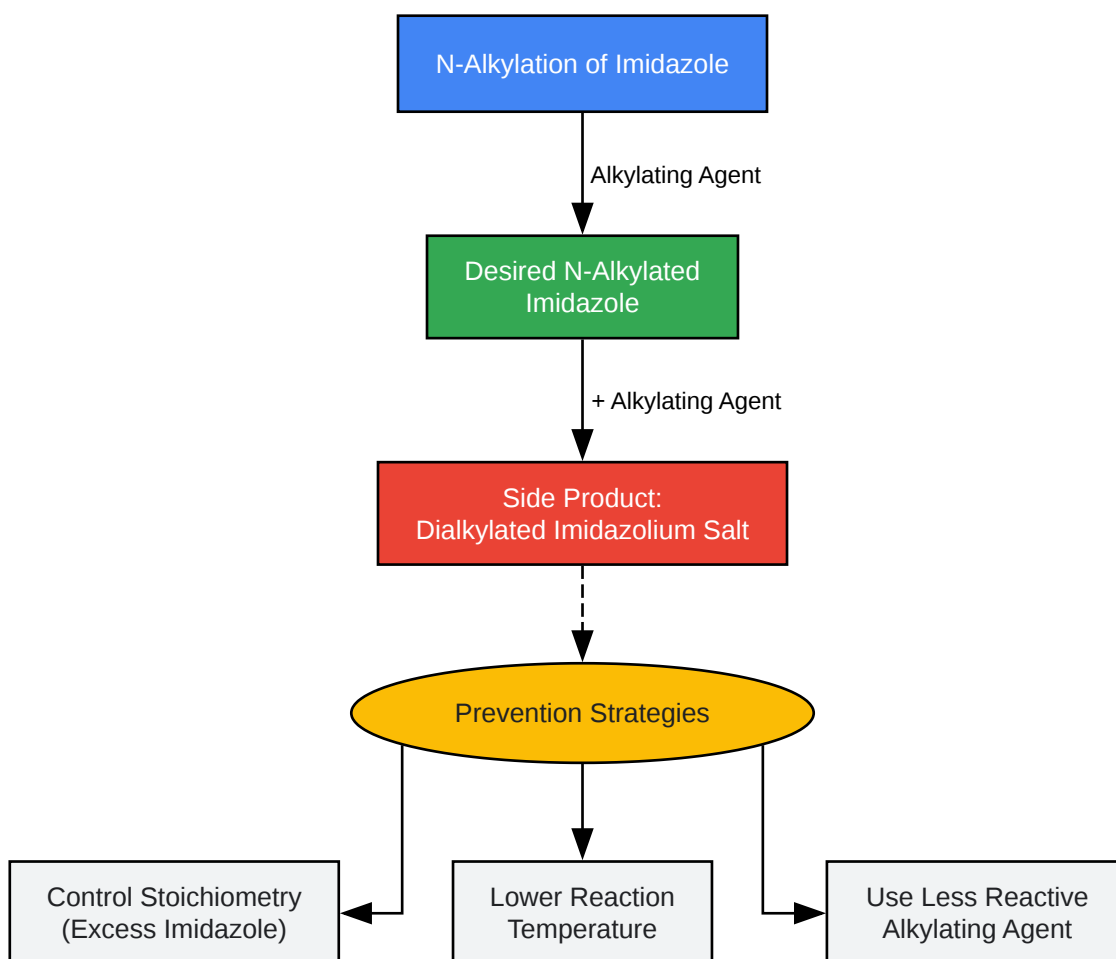 N-Alkylation of Imidazole
Alkylating Agent
Desired N-Alkylated
Imidazole
+ Alkylating Agent
Side Product:
Dialkylated Imidazolium Salt
Prevention Strategies
Control Stoichiometry
(Excess Imidazole)
Lower Reaction
Temperature
Use Less Reactive
Alkylating Agent